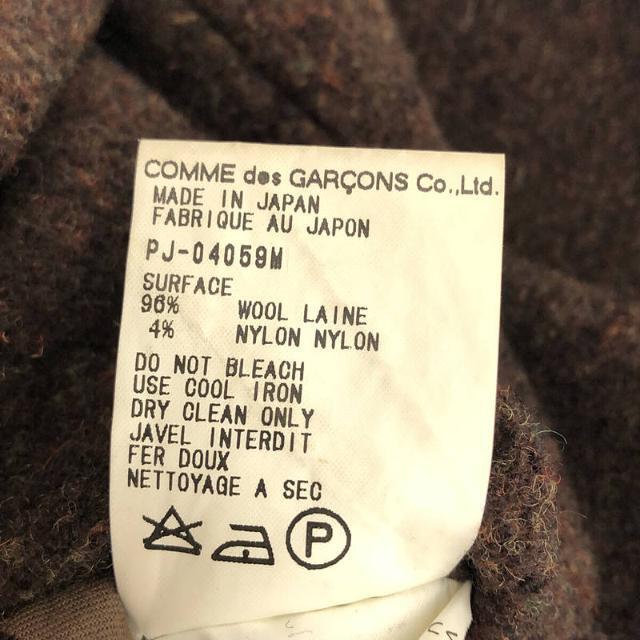 COMME des GARÇONS Co.,Ltd.
MADE IN JAPAN
FABRIQUE AU JAPON
PJ-04059M
SURFACE
96% WOOL LAINE
4% NYLON NYLON
DO NOT BLEACH
USE COOL IRON
DRY CLEAN ONLY
JAVEL INTERDIT
FER DOUX
NETTOYAGE A SEC
P